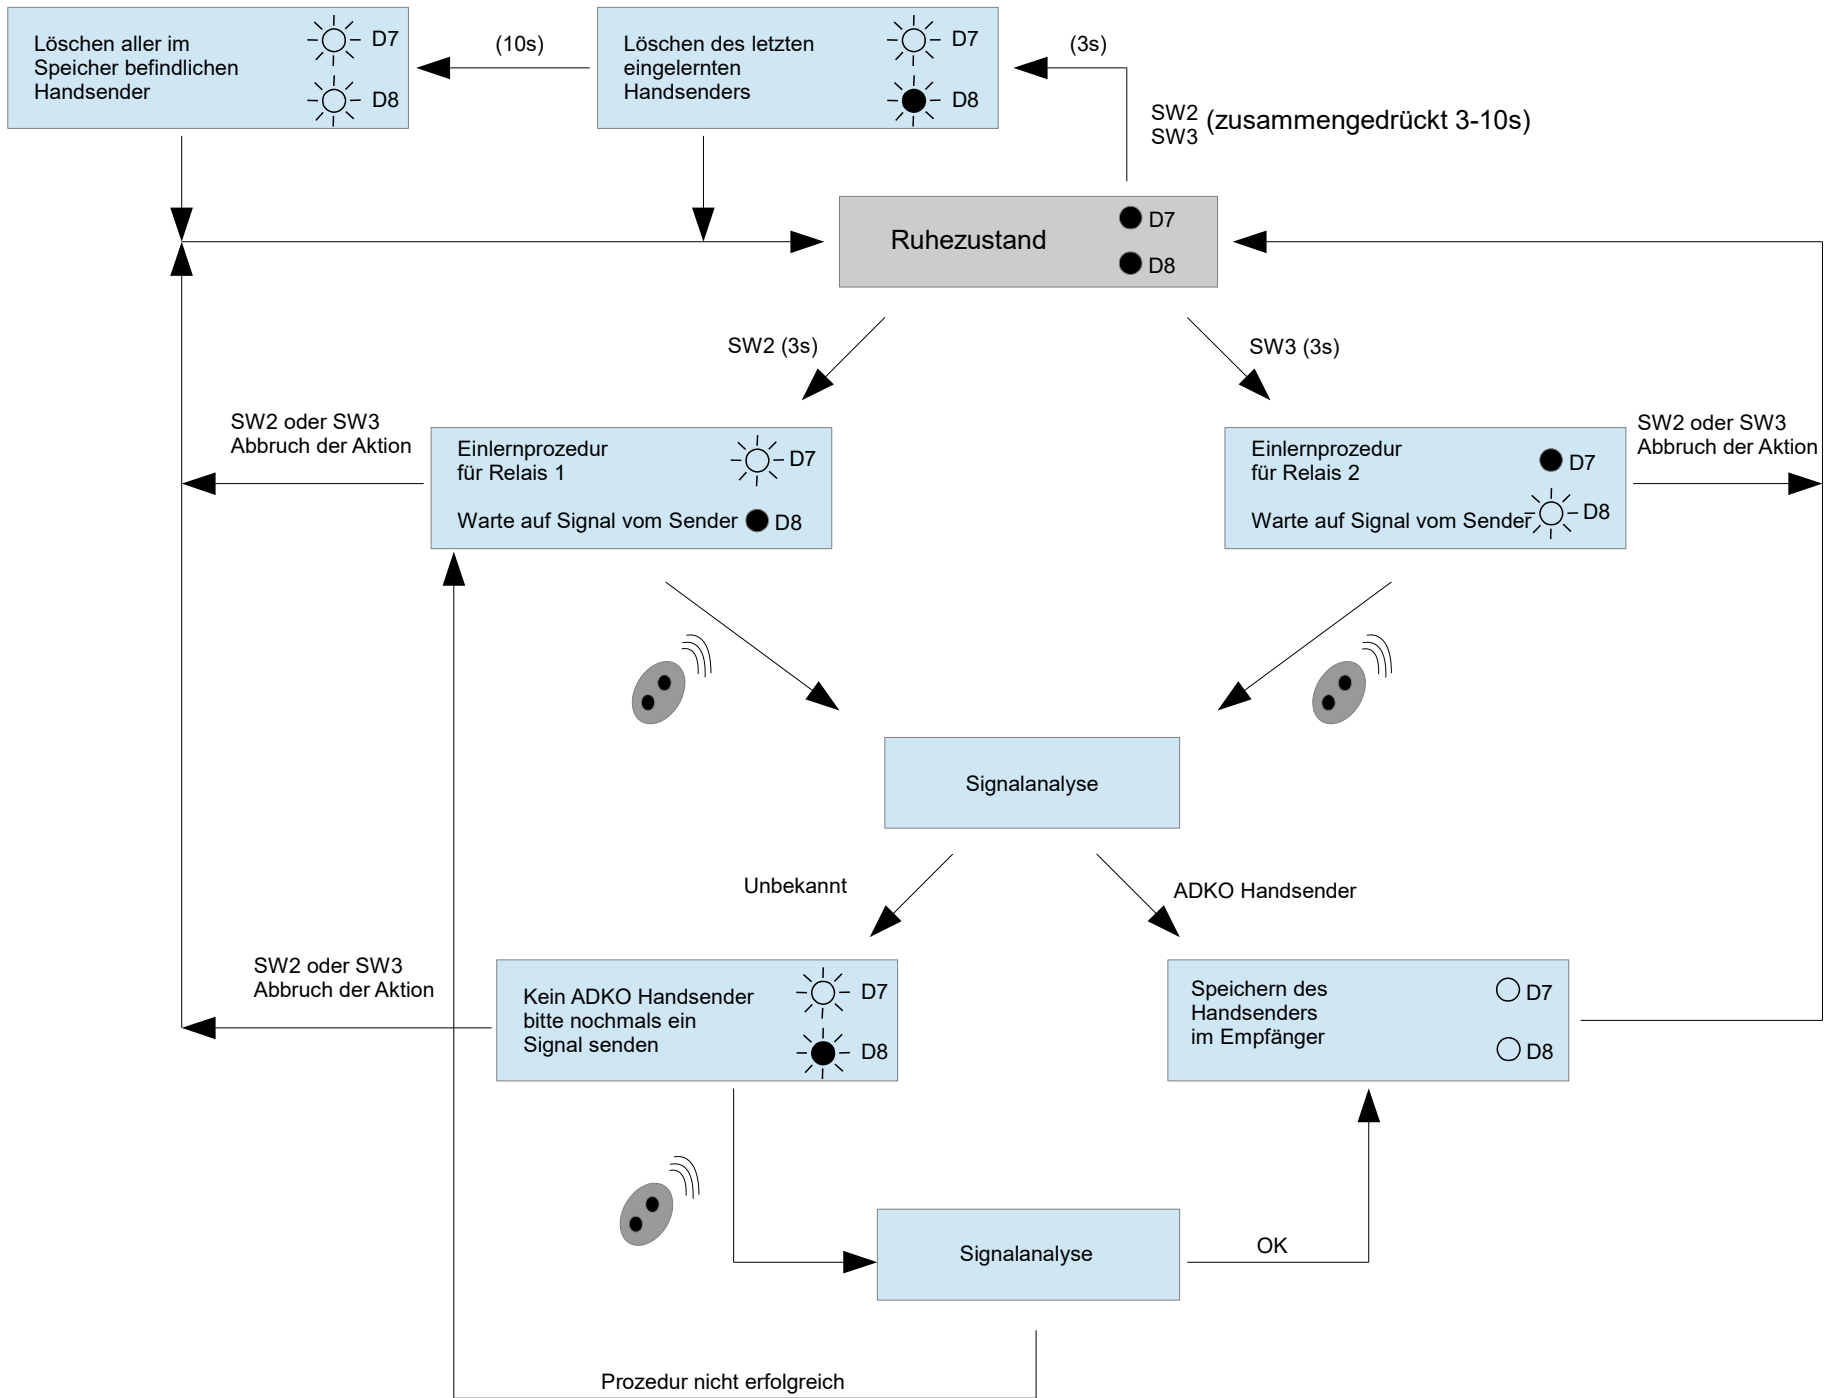 Löschen aller im
Speicher befindlichen
Handsender
D7
D8
(10s)
Löschen des letzten
eingelernten
Handsenders
D7
D8
(3s)
SW2
SW3
(zusammengedrückt 3-10s)
Ruhezustand
D7
D8
SW2 (3s)
SW3 (3s)
SW2 oder SW3
Abbruch der Aktion
Einlernprozedur
für Relais 1
Warte auf Signal vom Sender
D7
D8
Einlernprozedur
für Relais 2
Warte auf Signal vom Sender
D7
D8
SW2 oder SW3
Abbruch der Aktion
Signalanalyse
Unbekannt
ADKO Handsender
SW2 oder SW3
Abbruch der Aktion
Kein ADKO Handsender
bitte nochmals ein
Signal senden
D7
D8
Speichern des
Handsenders
im Empfänger
D7
D8
Signalanalyse
OK
Prozedur nicht erfolgreich